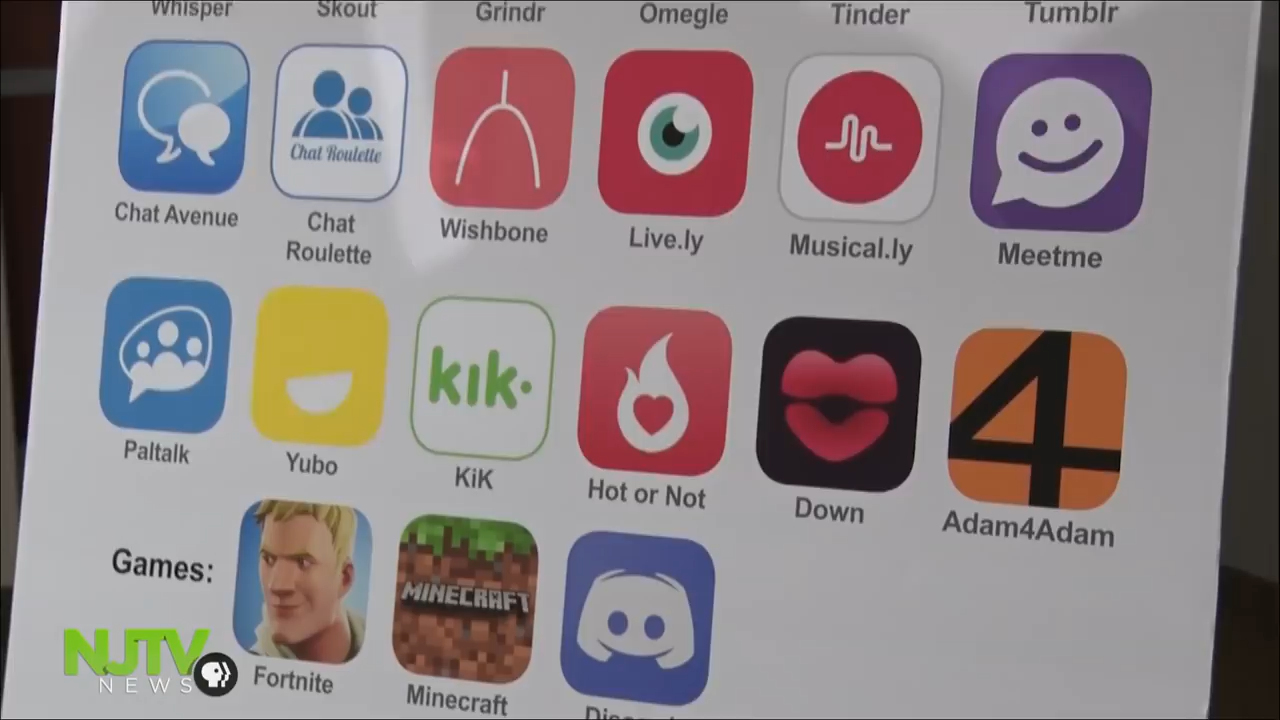 Whisper Skout Grindr Omegle Tinder Tumblr
Chat Roulette
Chat Avenue Chat Roulette Wishbone Live.ly Musical.ly Meetme
kik.
Paltalk Yubo KiK Hot or Not Down Adam4Adam
4
Games:
MINECRAFT
Fortnite Minecraft
NJTV
NEWS